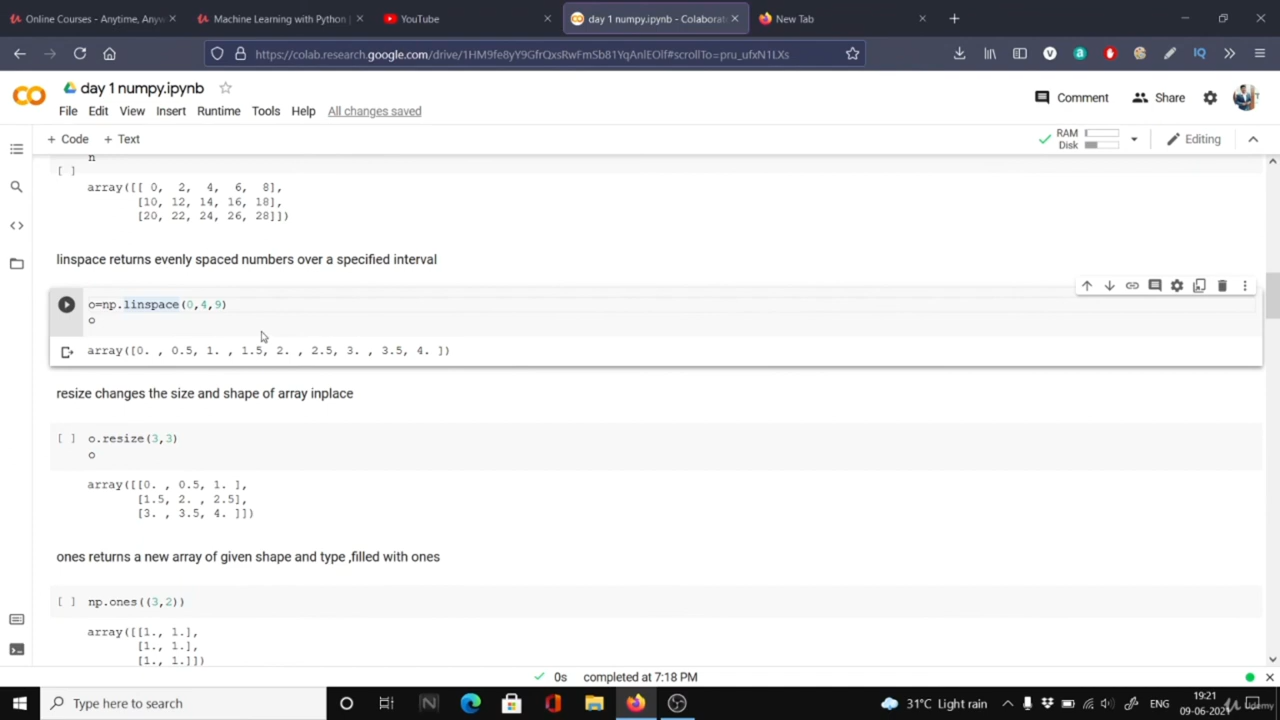 Online Courses - Anytime, Anyw
Machine Learning with Python |
YouTube
day 1 numpy.ipynb - Colaborat
New Tab
https://colab.research.google.com/drive/1HM9fe8yY9GfrQxsRwFmSb81YqAnlEOlf#scrollTo=pru_ufxN1LXs
day 1 numpy.ipynb
Comment
Share
File Edit View Insert Runtime Tools Help All changes saved
+ Code + Text
RAM
Disk
Editing
n
[ ]
array([[ 0, 2, 4, 6, 8],
[10, 12, 14, 16, 18],
[20, 22, 24, 26, 28]])
linspace returns evenly spaced numbers over a specified interval
o=np.linspace(0,4,9)
o
array([0. , 0.5, 1. , 1.5, 2. , 2.5, 3. , 3.5, 4. ])
resize changes the size and shape of array inplace
[ ] o.resize(3,3)
o
array([[0. , 0.5, 1. ],
[1.5, 2. , 2.5],
[3. , 3.5, 4. ]])
ones returns a new array of given shape and type ,filled with ones
[ ] np.ones((3,2))
array([[1., 1.],
[1., 1.],
[1., 1.]])
0s completed at 7:18 PM
Type here to search
31°C Light rain
ENG
19:21
09-06-2021
Udemy